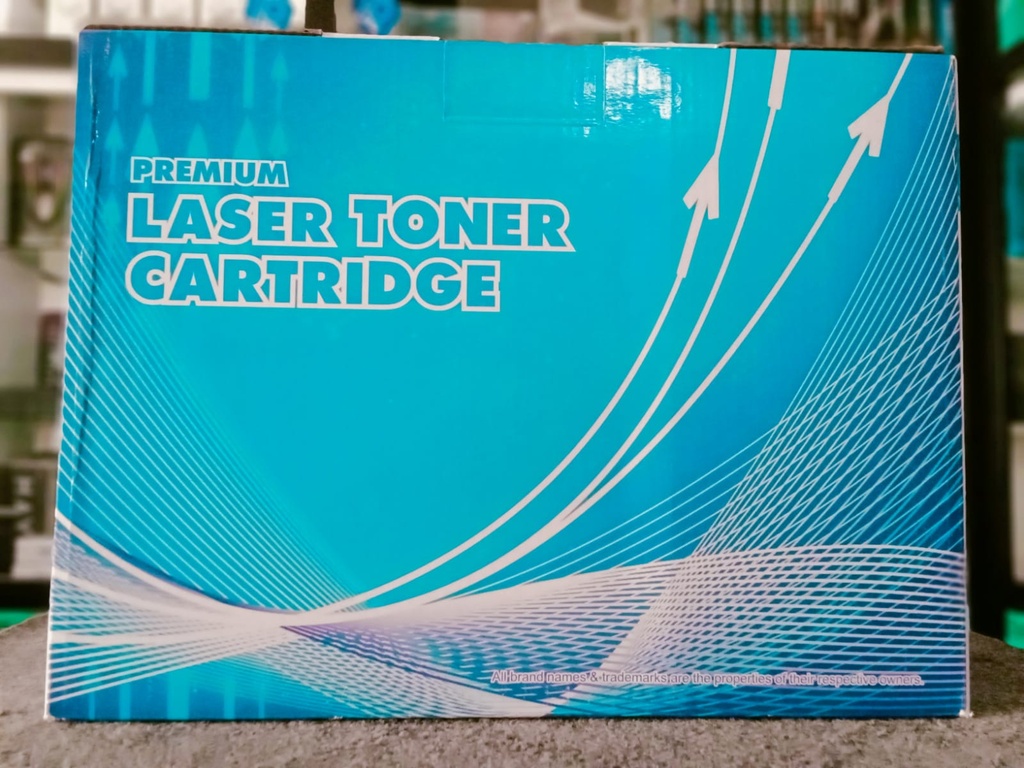 PREMIUM
LASER TONER
CARTRIDGE
All brand names & trademarks are the properties of their respective owners.